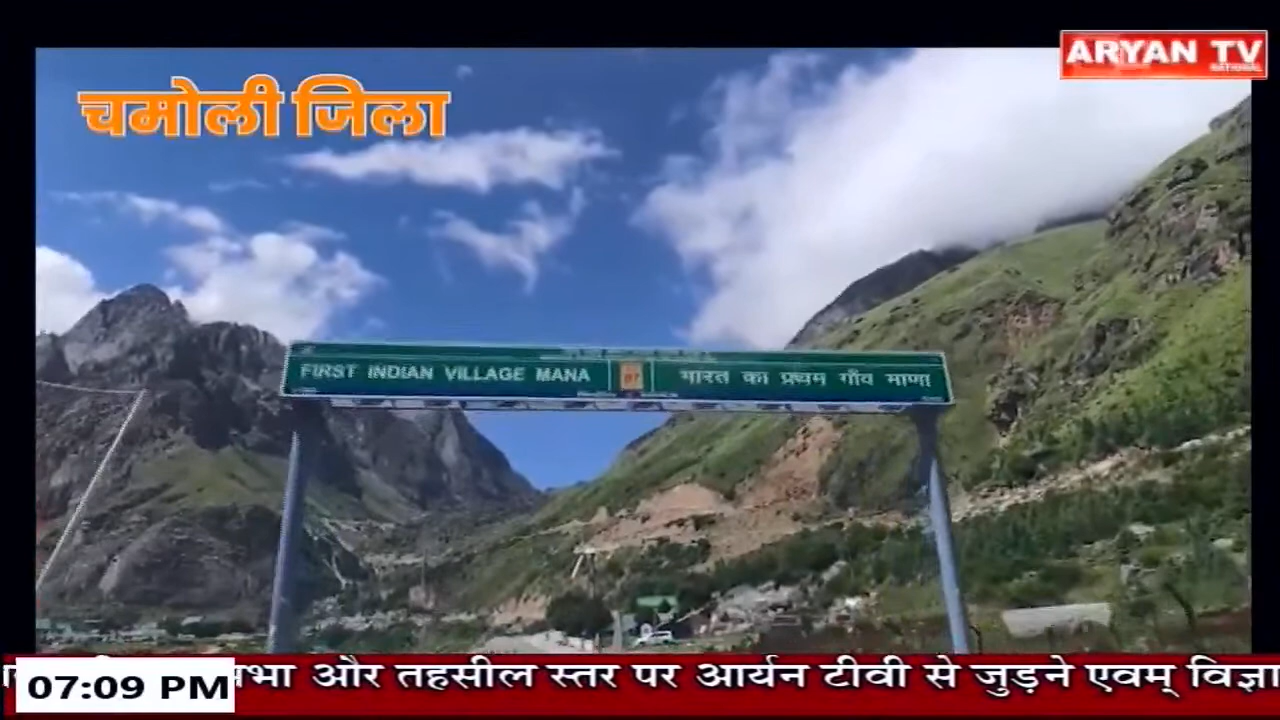 ARYAN TV
NATIONAL
चमोली जिला
FIRST INDIAN VILLAGE MANA
भारत का प्रथम गाँव माणा
07:09 PM
और तहसील स्तर पर आर्यन टीवी से जुड़ने एवम्